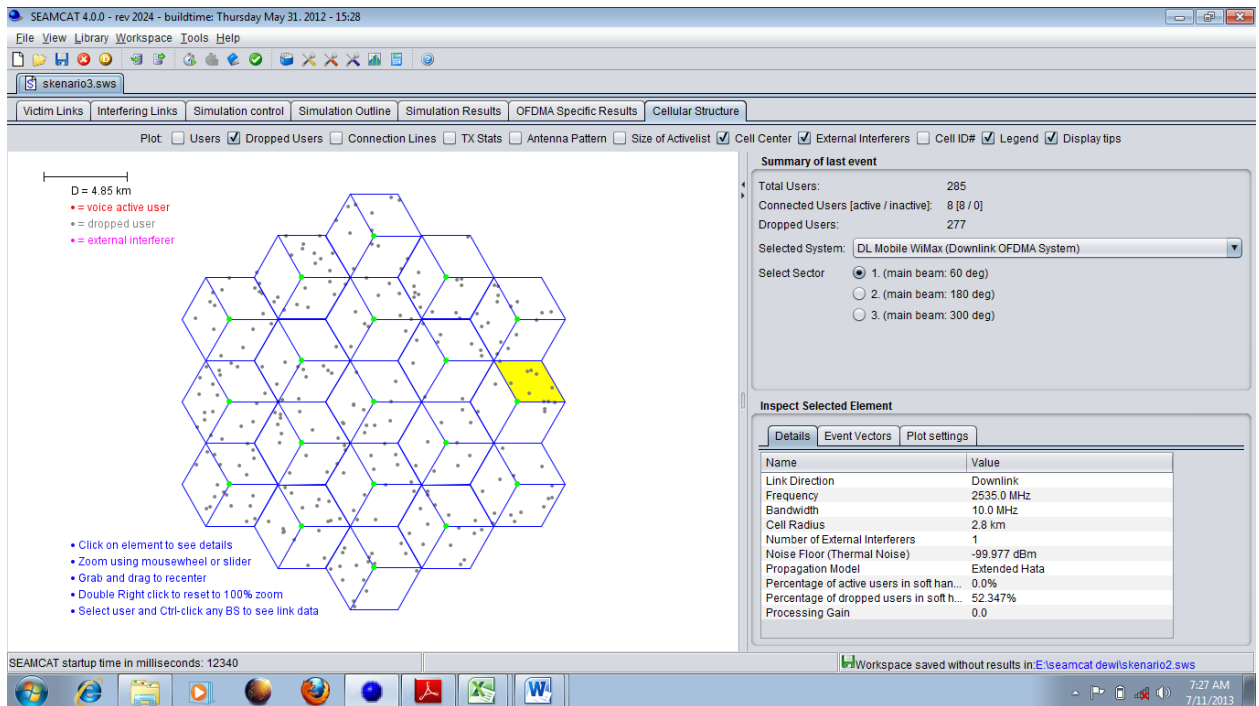 SEAMCAT 4.0.0 - rev 2024 - buildtime: Thursday May 31. 2012 - 15:28
File View Library Workspace Tools Help
skenario3.sws
Victim Links Interfering Links Simulation control Simulation Outline Simulation Results OFDMA Specific Results Cellular Structure
Plot: Users Dropped Users Connection Lines TX Stats Antenna Pattern Size of Activelist Cell Center External Interferers Cell ID# Legend Display tips
D = 4.85 km
• = voice active user
• = dropped user
• = external interferer
• Click on element to see details
• Zoom using mousewheel or slider
• Grab and drag to recenter
• Double Right click to reset to 100% zoom
• Select user and Ctrl-click any BS to see link data
Summary of last event
Total Users: 285
Connected Users [active / inactive]: 8 [8 / 0]
Dropped Users: 277
Selected System: DL Mobile WiMax (Downlink OFDMA System)
Select Sector 1. (main beam: 60 deg)
2. (main beam: 180 deg)
3. (main beam: 300 deg)
Inspect Selected Element
Details Event Vectors Plot settings
Name Value
Link Direction Downlink
Frequency 2535.0 MHz
Bandwidth 10.0 MHz
Cell Radius 2.8 km
Number of External Interferers 1
Noise Floor (Thermal Noise) -99.977 dBm
Propagation Model Extended Hata
Percentage of active users in soft han... 0.0%
Percentage of dropped users in soft h... 52.347%
Processing Gain 0.0
SEAMCAT startup time in milliseconds: 12340
Workspace saved without results in:E:\seamcat dewi\skenario2.sws
7:27 AM
7/11/2013